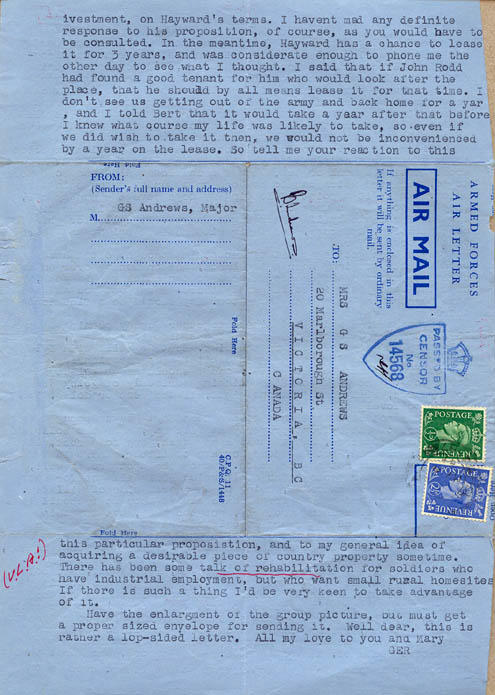 ivestment, on Hayward's terms. I havent mad any definite
response to his proposition, of course, as you would have to
be consulted. In the meantime, Hayward has a chance to lease
it for 3 years, and was considerate enough to phone me the
other day to see what I thought. I said that if John Rodd
had found a good tenant for him who would look after the
place, that he should by all means lease it for that time. I
don't see us getting out of the army and back home for a yar
, and I told Bert that it would take a year after that before
I know what course my life was likely to take, so even if
we did wish to take it then, we would not be inconvenienced
by a year on the lease. So tell me your reaction to this
Fold Here
FROM:
(Sender's full name and address)
M GS Andrews, Major
Fold Here
C.P.Q. 11
40/P&S/1448
ARMED FORCES
AIR LETTER
AIR MAIL
If anything is enclosed in this
letter it will be sent by ordinary
mail.
TO:
MRS G S ANDREWS
20 Marlborough St
VICTORIA, B C
CANADA
PASSED BY
CENSOR
No
14568
POSTAGE
REVENUE
POSTAGE
2½D
REVENUE
Fold Here
this particular proposistion, and to my general idea of
acquiring a desirable piece of country property sometime.
(V.L.A.!)
There has been some talk of rehabilitation for soldiers who
have industrial employment, but who want small rural homesites
If there is such a thing I'd be very keen to take advantage
of it.
Have the enlargment of the group picture, but must get
a proper sized envelope for sending it. Well dear, this is
rather a lop-sided letter. All my love to you and Mary
GER